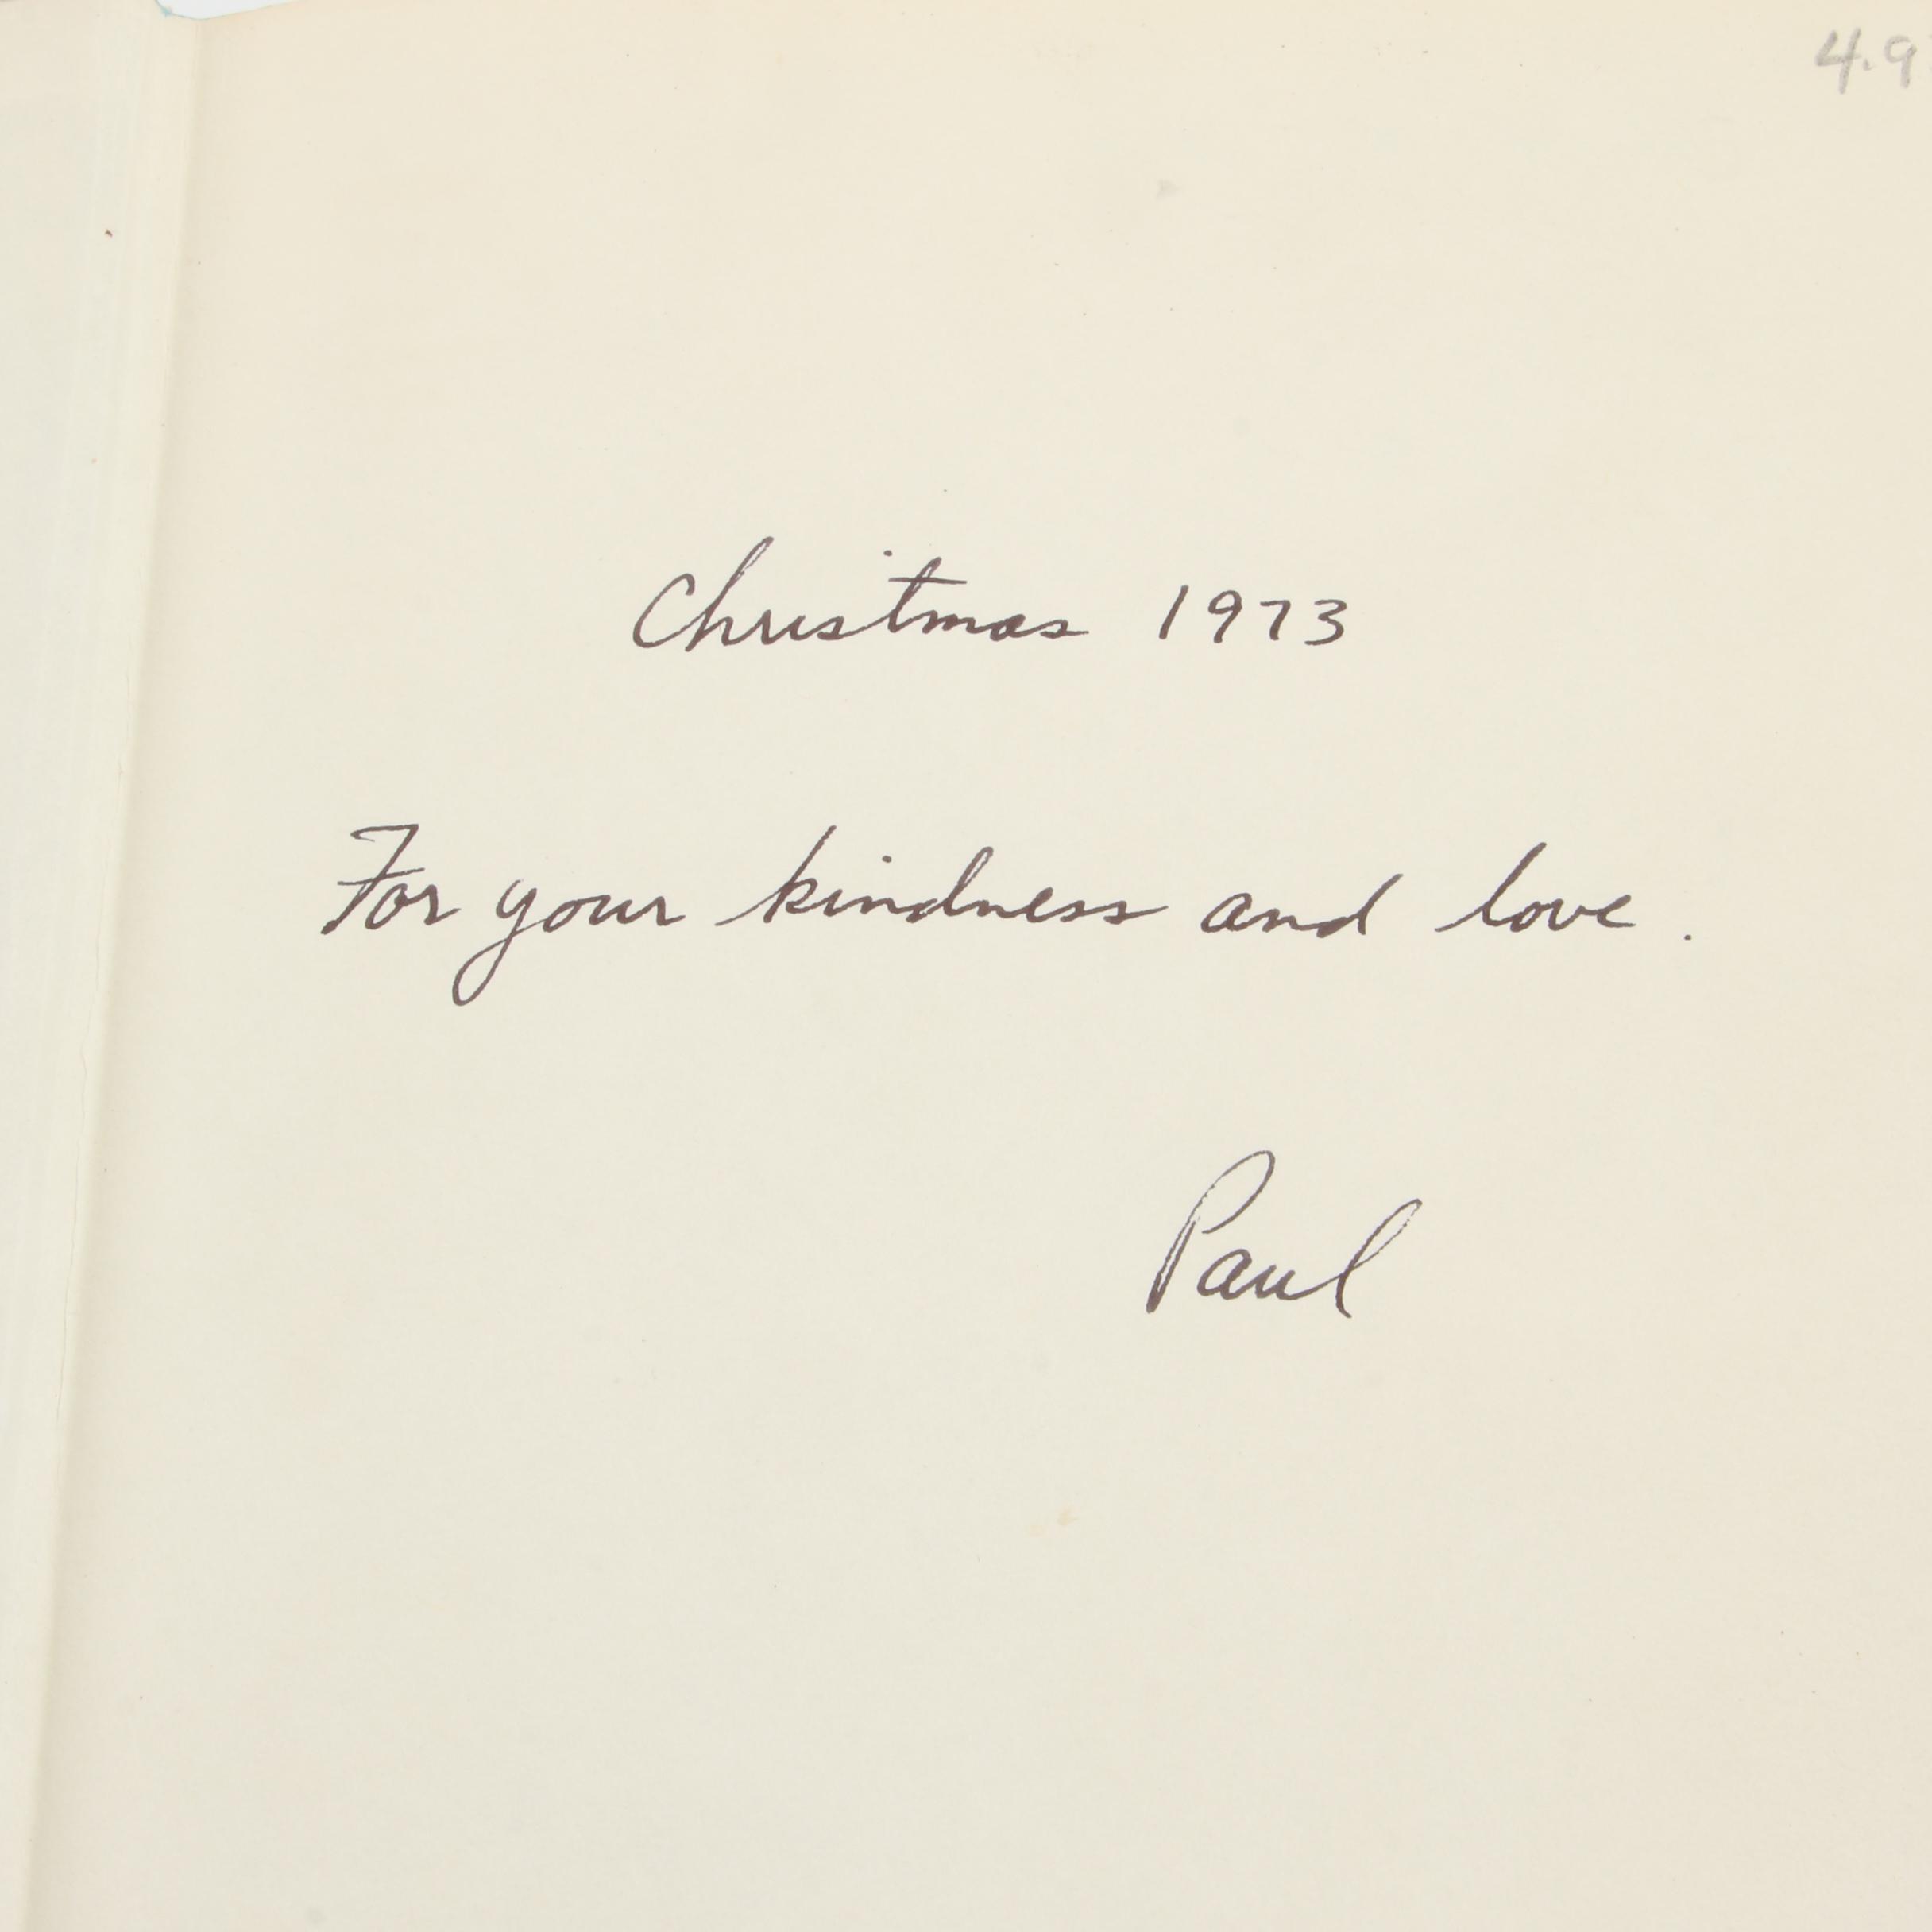 4.9
Christmas 1973
For your kindness and love.
Paul